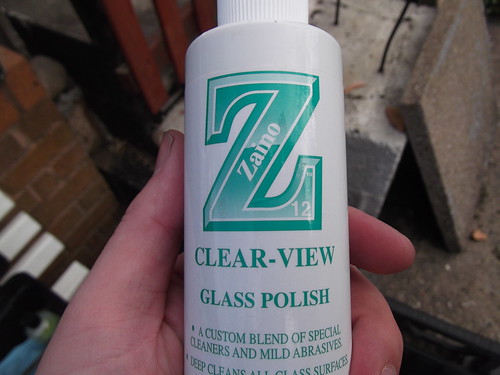 Zaino
12
CLEAR-VIEW
GLASS POLISH
• A CUSTOM BLEND OF SPECIAL
CLEANERS AND MILD ABRASIVES.
• DEEP CLEANS ALL GLASS SURFACES